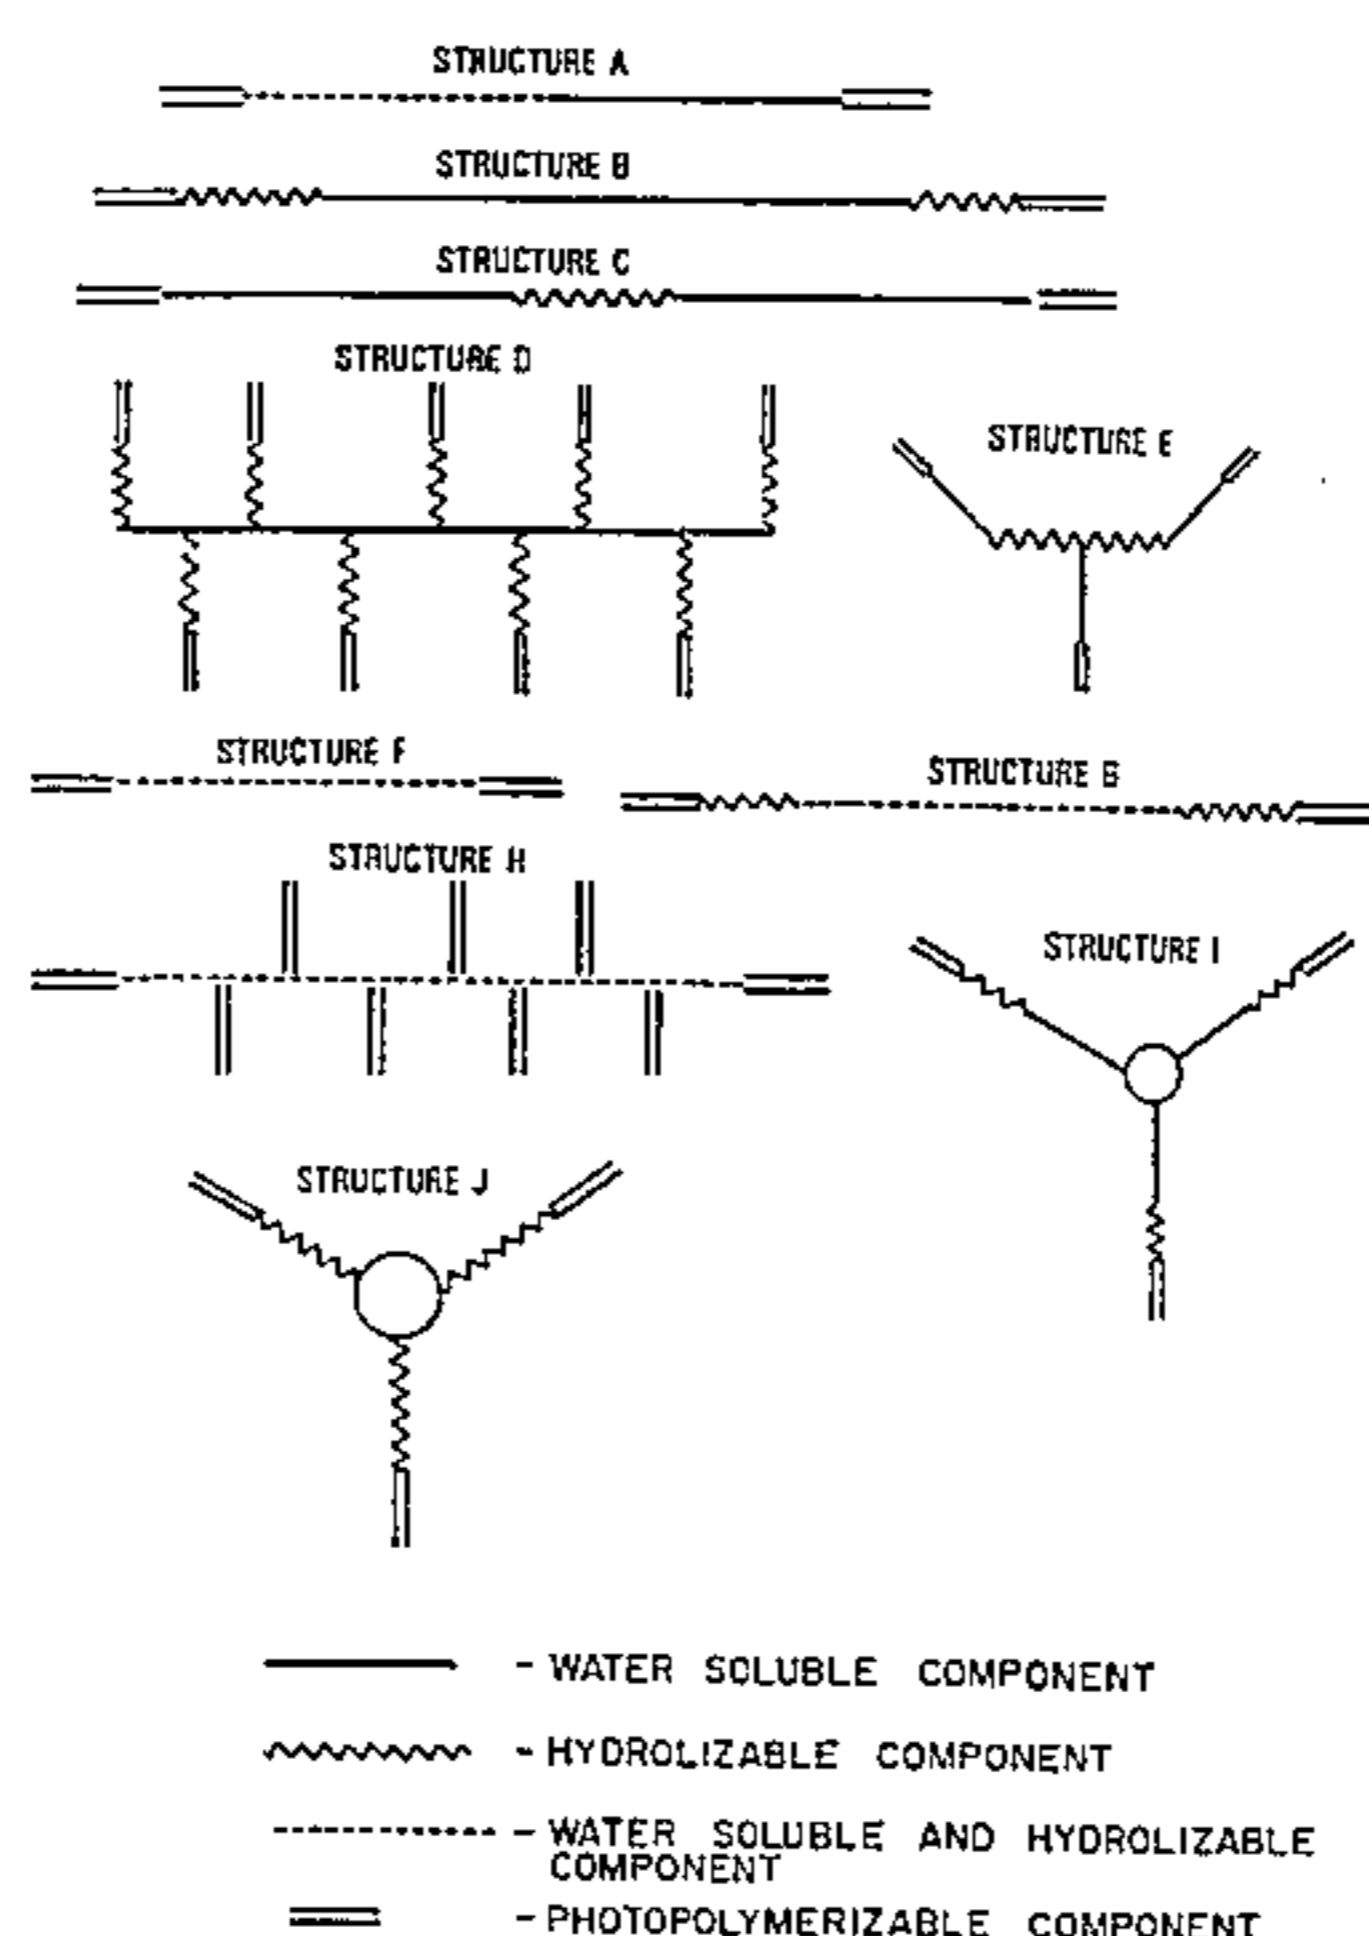 STRUCTURE A
STRUCTURE B
STRUCTURE C
STRUCTURE D
STRUCTURE E
STRUCTURE F
STRUCTURE G
STRUCTURE H
STRUCTURE I
STRUCTURE J
- WATER SOLUBLE COMPONENT
- HYDROLIZABLE COMPONENT
- WATER SOLUBLE AND HYDROLIZABLE
COMPONENT
- PHOTOPOLYMERIZABLE COMPONENT